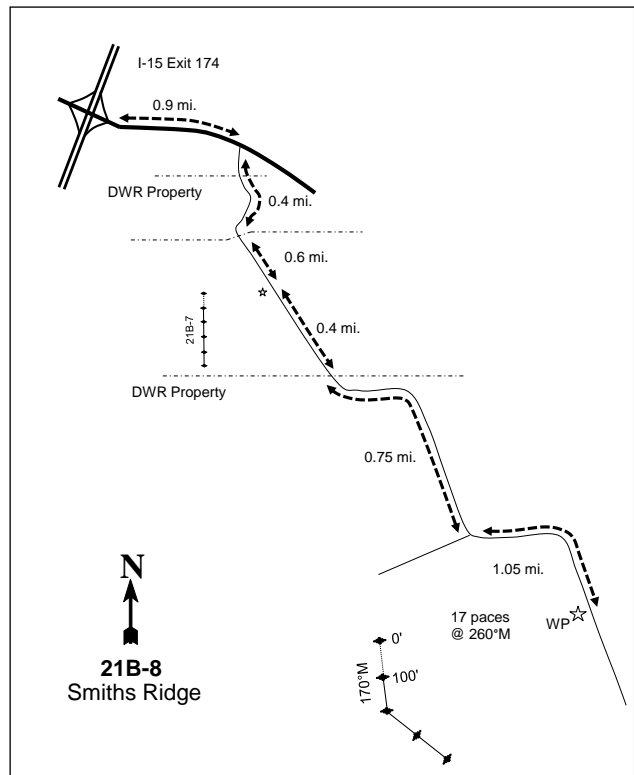 I-15 Exit 174
0.9 mi.
DWR Property
0.4 mi.
0.6 mi.
21B-7
0.4 mi.
DWR Property
0.75 mi.
1.05 mi.
N
21B-8
Smiths Ridge
17 paces
@ 260°M
WP
0'
100'
170°M